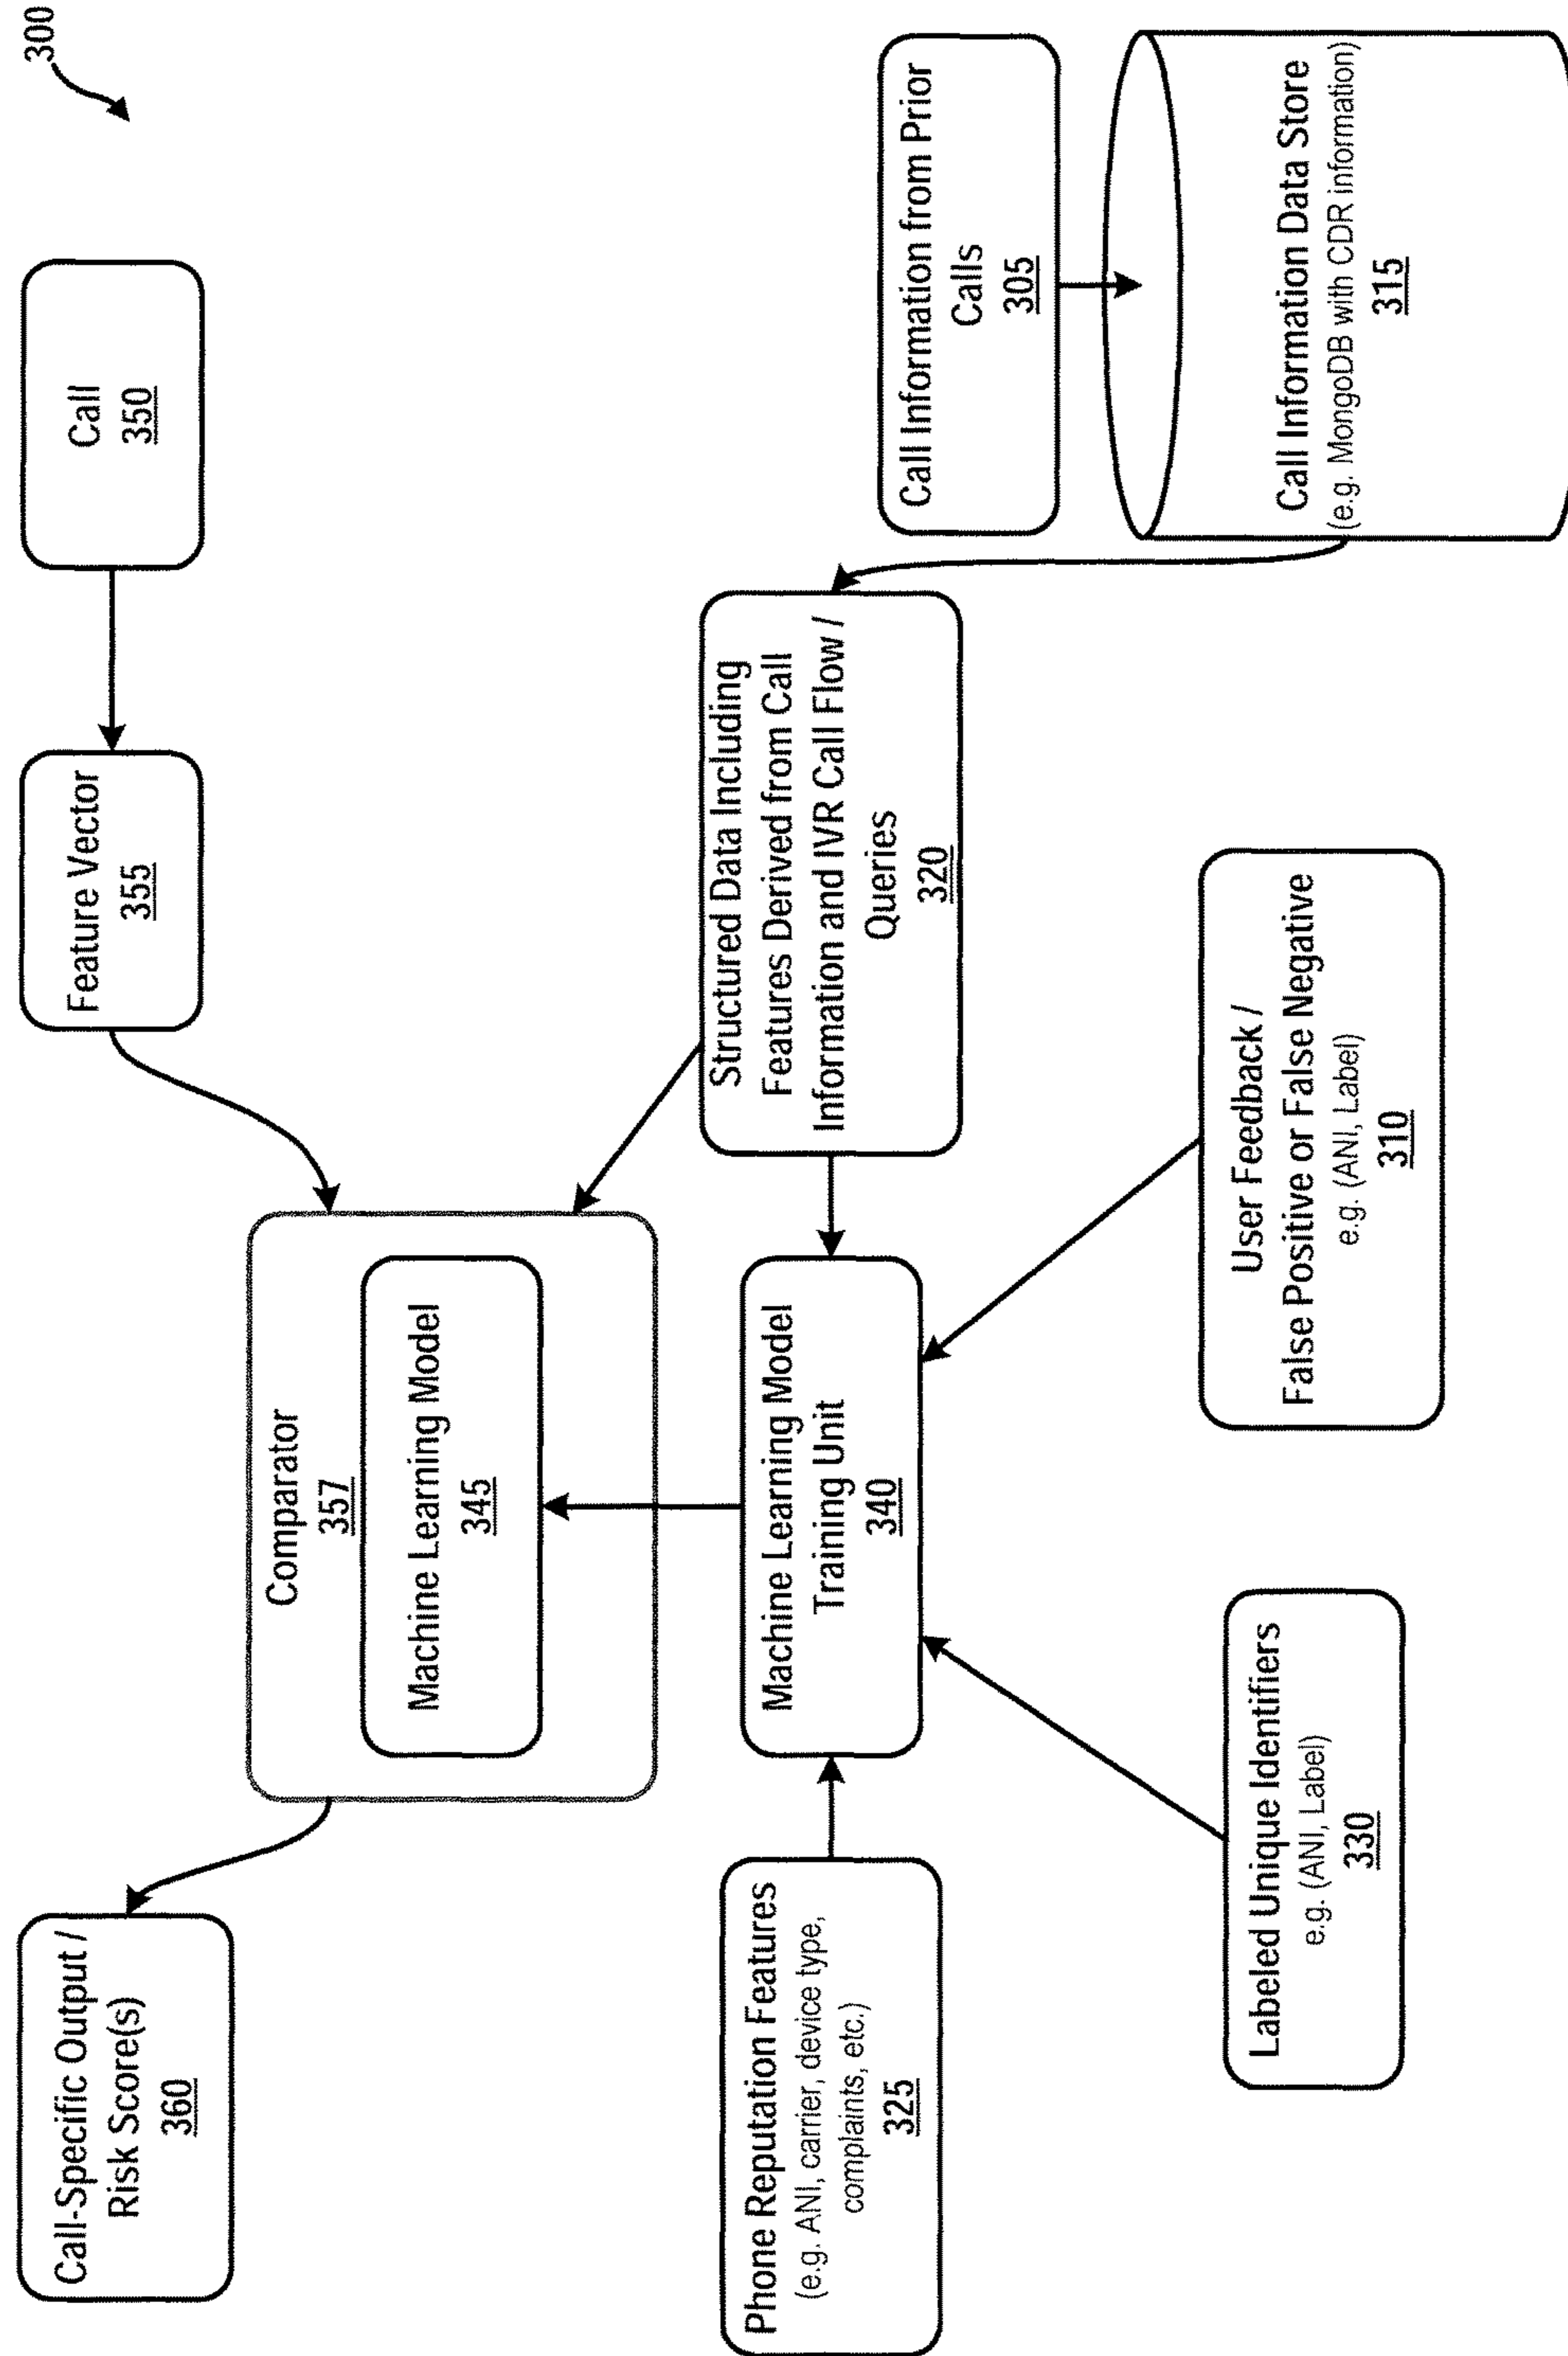 300
Call
350
Feature Vector
355
Comparator
357
Machine Learning Model
345
Call-Specific Output /
Risk Score(s)
360
Call Information from Prior
Calls
305
Call Information Data Store
(e.g. MongoDB with CDR information)
315
Structured Data Including
Features Derived from Call
Information and IVR Call Flow /
Queries
320
Machine Learning Model
Training Unit
340
Phone Reputation Features
(e.g. ANI, carrier, device type,
complaints, etc.)
325
User Feedback /
False Positive or False Negative
e.g. (ANI, Label)
310
Labeled Unique Identifiers
e.g. (ANI, Label)
330